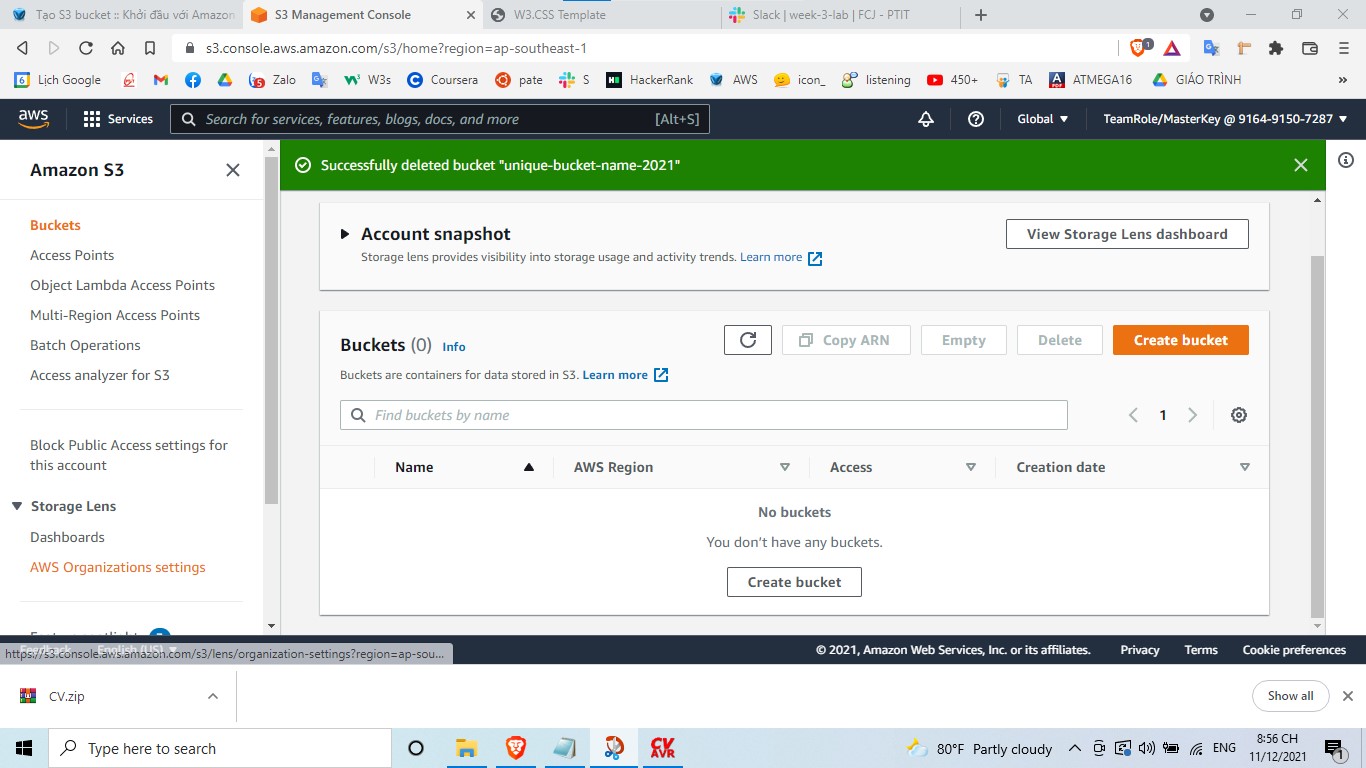 Tạo S3 bucket :: Khởi đầu với Amazon
S3 Management Console
W3.CSS Template
Slack | week-3-lab | FCJ - PTIT
s3.console.aws.amazon.com/s3/home?region=ap-southeast-1
1
6 Lịch Google
Zalo
W3s
Coursera
pate
S
HackerRank
AWS
icon_
listening
450+
TA
ATMEGA16
GIÁO TRÌNH
»
aws
Services
Search for services, features, blogs, docs, and more [Alt+S]
Global
TeamRole/MasterKey @ 9164-9150-7287
Amazon S3
Buckets
Access Points
Object Lambda Access Points
Multi-Region Access Points
Batch Operations
Access analyzer for S3
Block Public Access settings for
this account
Storage Lens
Dashboards
AWS Organizations settings
Successfully deleted bucket "unique-bucket-name-2021"
Account snapshot
View Storage Lens dashboard
Storage lens provides visibility into storage usage and activity trends. Learn more
Buckets (0) Info
Copy ARN
Empty
Delete
Create bucket
Buckets are containers for data stored in S3. Learn more
Find buckets by name
1
Name
AWS Region
Access
Creation date
No buckets
You don't have any buckets.
Create bucket
Feedback English (US)
https://s3.console.aws.amazon.com/s3/lens/organization-settings?region=ap-sou...
© 2021, Amazon Web Services, Inc. or its affiliates.
Privacy
Terms
Cookie preferences
CV.zip
Show all
Type here to search
CV
AVR
80°F Partly cloudy
ENG
8:56 CH
11/12/2021
1